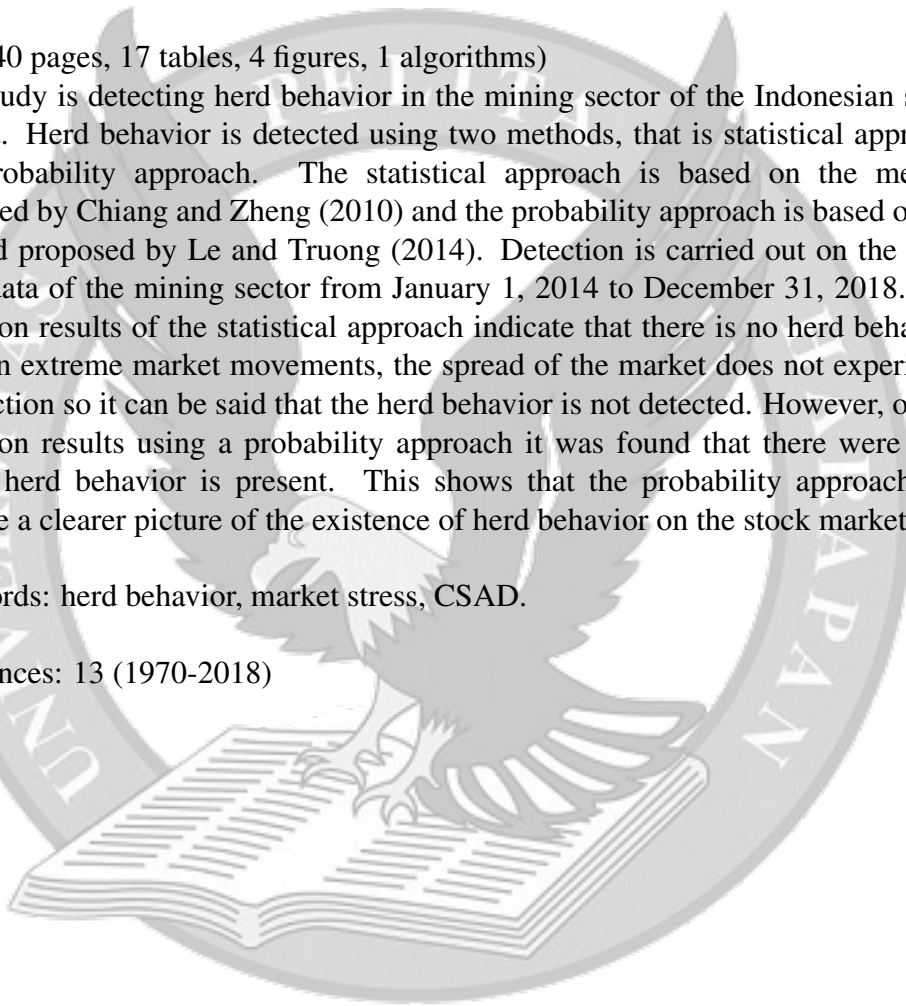 40 pages, 17 tables, 4 figures, 1 algorithms)
udy is detecting herd behavior in the mining sector of the Indonesian s
. Herd behavior is detected using two methods, that is statistical appr
robability approach. The statistical approach is based on the me
ed by Chiang and Zheng (2010) and the probability approach is based o
d proposed by Le and Truong (2014). Detection is carried out on the
data of the mining sector from January 1, 2014 to December 31, 2018.
on results of the statistical approach indicate that there is no herd beha
n extreme market movements, the spread of the market does not experi
ction so it can be said that the herd behavior is not detected. However, o
on results using a probability approach it was found that there were
herd behavior is present. This shows that the probability approach
e a clearer picture of the existence of herd behavior on the stock market
rds: herd behavior, market stress, CSAD.
nces: 13 (1970-2018)
PELITA
HARAPAN
UN
AS